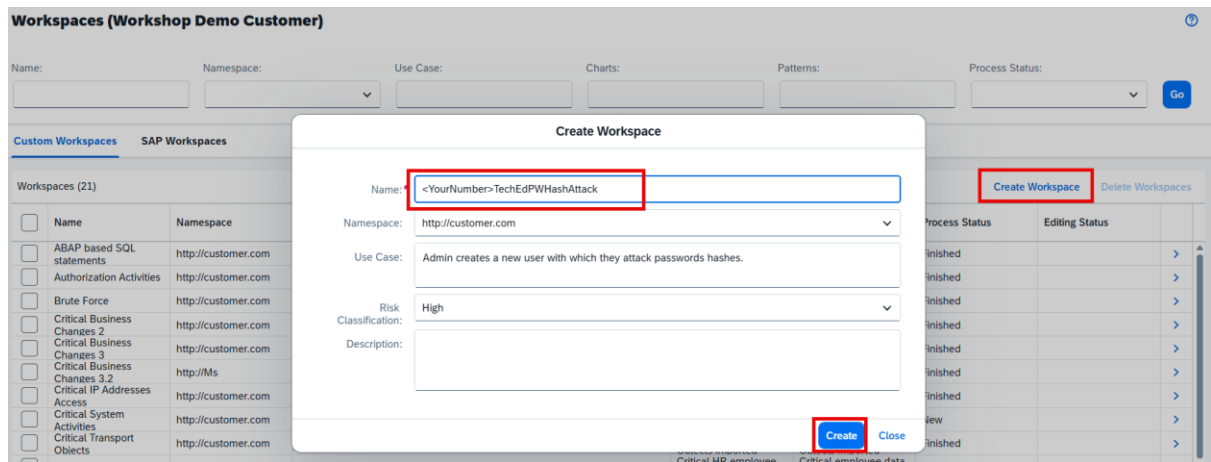 Workspaces (Workshop Demo Customer)
Name: Namespace: Use Case: Charts: Patterns: Process Status:
Go
Custom Workspaces SAP Workspaces
Workspaces (21) Create Workspace Delete Workspaces
Name Namespace Process Status Editing Status
ABAP based SQL
statements http://customer.com Finished
Authorization Activities http://customer.com Finished
Brute Force http://customer.com Finished
Critical Business
Changes 2 http://customer.com Finished
Critical Business
Changes 3 http://customer.com Finished
Critical Business
Changes 3.2 http://Ms Finished
Critical IP Addresses
Access http://customer.com Finished
Critical System
Activities http://customer.com New
Critical Transport
Objects http://customer.com Finished
Critical HR employee Critical employee data
Create Workspace
Name: * <YourNumber>TechEdPWHashAttack
Namespace: http://customer.com
Use Case: Admin creates a new user with which they attack passwords hashes.
Risk
Classification: High
Description:
Create Close